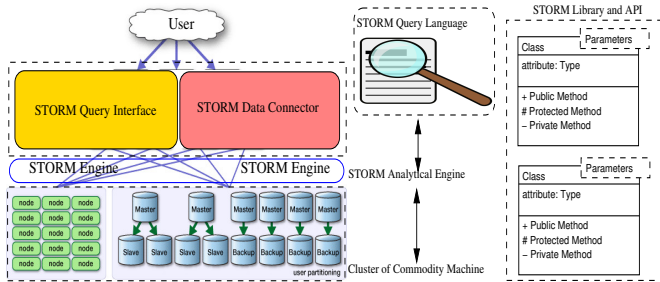 User
STORM Query Interface
STORM Data Connector
STORM Engine
STORM Engine
node node node
node node node
node node node
node node node
node node node
Master Master Master Master Master Master
Slave Slave Slave Slave Backup Backup Backup Backup
user partitioning
STORM Query Language
STORM Analytical Engine
Cluster of Commodity Machine
STORM Library and API
Parameters
Class
attribute: Type
+ Public Method
# Protected Method
– Private Method
Parameters
Class
attribute: Type
+ Public Method
# Protected Method
– Private Method